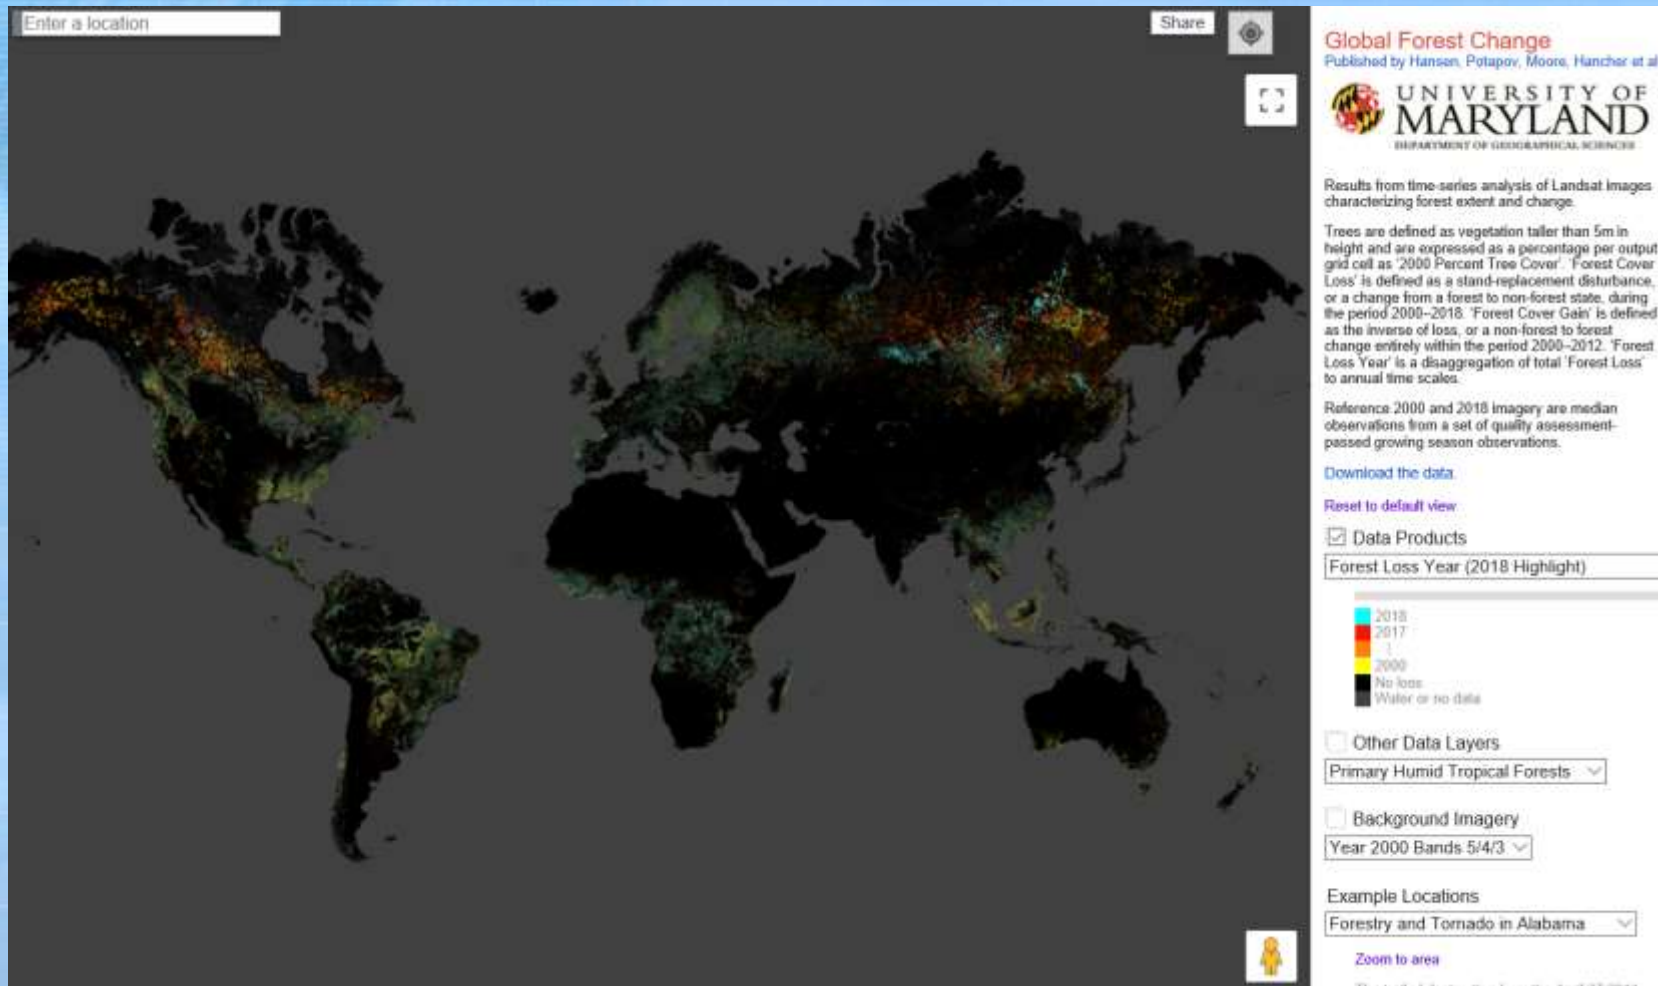 Enter a location
Share
Global Forest Change
Published by Hansen, Potapov, Moore, Hancher et al
UNIVERSITY OF
MARYLAND
DEPARTMENT OF GEOGRAPHICAL SCIENCES
Results from time-series analysis of Landsat images
characterizing forest extent and change.
Trees are defined as vegetation taller than 5m in
height and are expressed as a percentage per output
grid cell as '2000 Percent Tree Cover'. 'Forest Cover
Loss' is defined as a stand-replacement disturbance,
or a change from a forest to non-forest state, during
the period 2000–2018. 'Forest Cover Gain' is defined
as the inverse of loss, or a non-forest to forest
change entirely within the period 2000–2012. 'Forest
Loss Year' is a disaggregation of total 'Forest Loss'
to annual time scales.
Reference 2000 and 2018 imagery are median
observations from a set of quality assessment-
passed growing season observations.
Download the data.
Reset to default view
Data Products
Forest Loss Year (2018 Highlight)
2018
2017
2000
No loss
Water or no data
Other Data Layers
Primary Humid Tropical Forests
Background Imagery
Year 2000 Bands 5/4/3
Example Locations
Forestry and Tornado in Alabama
Zoom to area